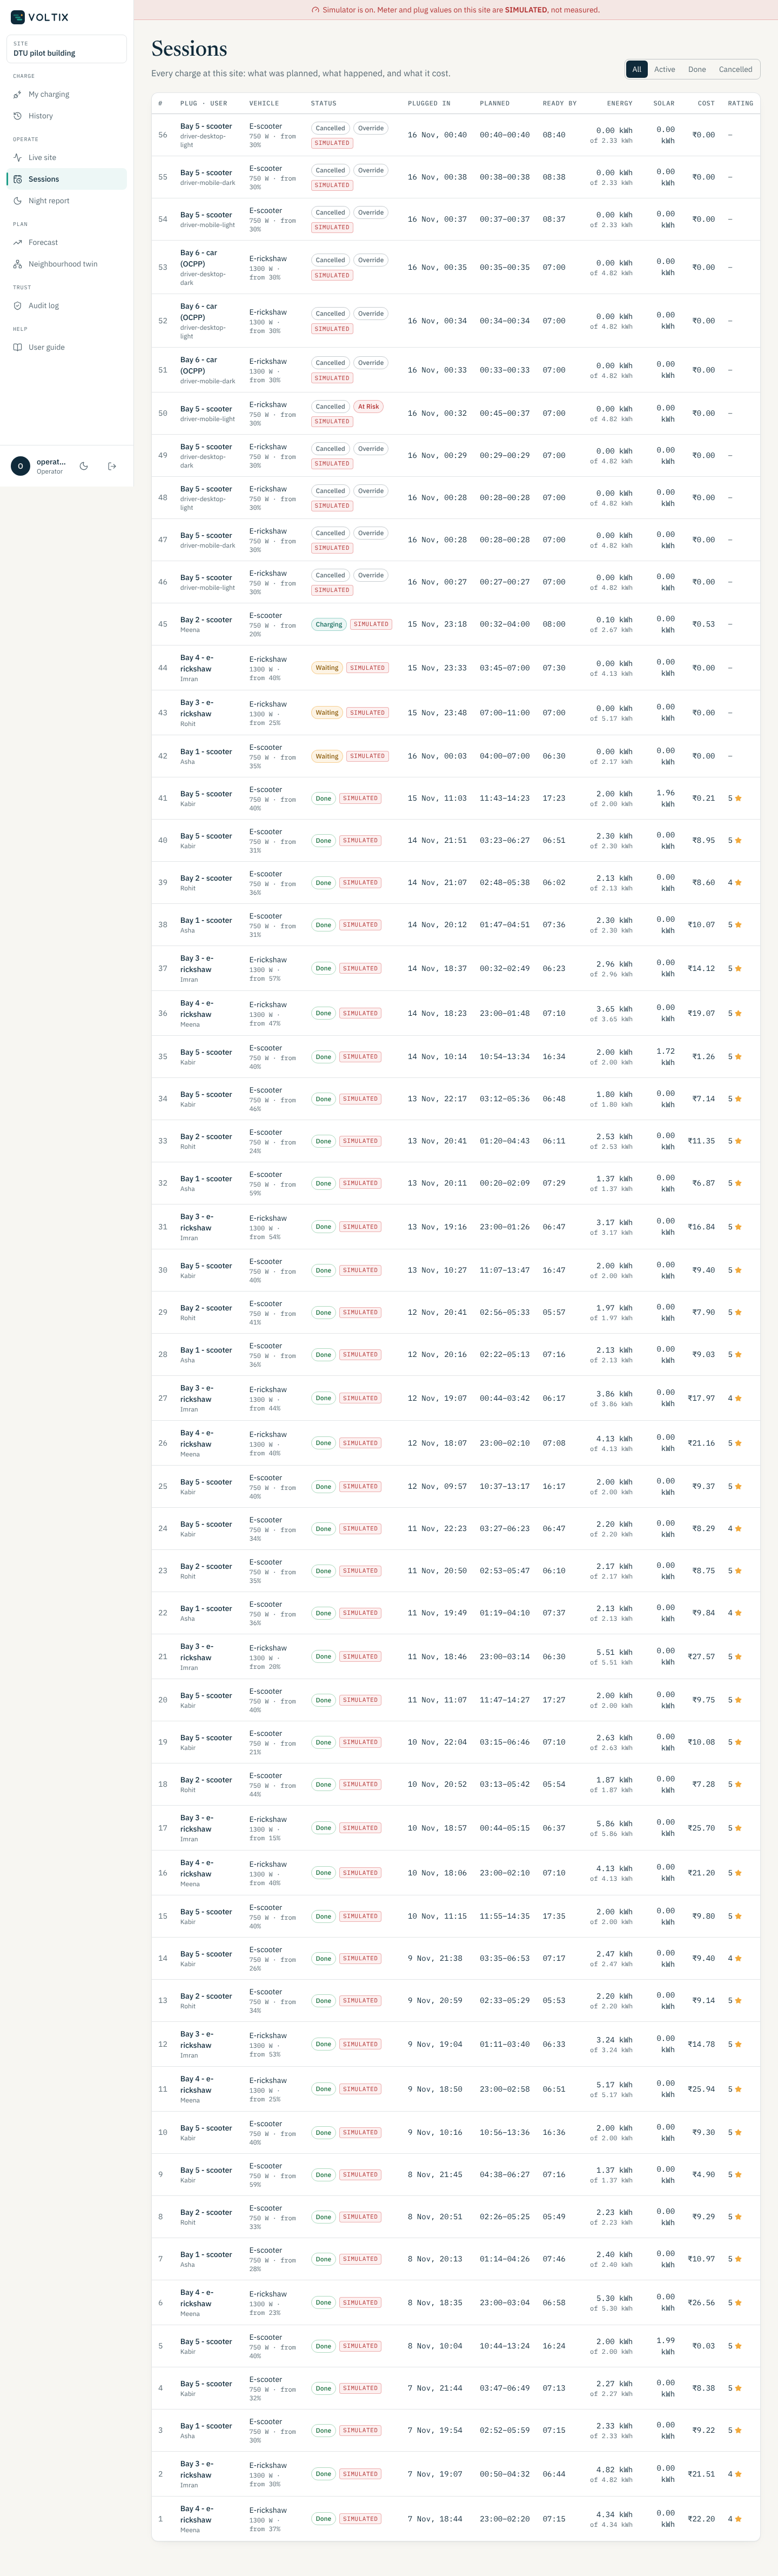 Simulator is on. Meter and plug values on this site are SIMULATED, not measured.
VOLTIX
SITE
DTU pilot building
CHARGE
My charging
History
OPERATE
Live site
Sessions
Night report
PLAN
Forecast
Neighbourhood twin
TRUST
Audit log
HELP
User guide
O operat...
Operator
Sessions
Every charge at this site: what was planned, what happened, and what it cost.
All Active Done Cancelled
# PLUG · USER VEHICLE STATUS PLUGGED IN PLANNED READY BY ENERGY SOLAR COST RATING
56 Bay 5 - scooter driver-desktop-light E-scooter 750 W · from 30% Cancelled Override SIMULATED 16 Nov, 00:40 00:40–00:40 08:40 0.00 kWh of 2.33 kWh 0.00 kWh ₹0.00 –
55 Bay 5 - scooter driver-mobile-dark E-scooter 750 W · from 30% Cancelled Override SIMULATED 16 Nov, 00:38 00:38–00:38 08:38 0.00 kWh of 2.33 kWh 0.00 kWh ₹0.00 –
54 Bay 5 - scooter driver-mobile-light E-scooter 750 W · from 30% Cancelled Override SIMULATED 16 Nov, 00:37 00:37–00:37 08:37 0.00 kWh of 2.33 kWh 0.00 kWh ₹0.00 –
53 Bay 6 - car (OCPP) driver-desktop-dark E-rickshaw 1300 W · from 30% Cancelled Override SIMULATED 16 Nov, 00:35 00:35–00:35 07:00 0.00 kWh of 4.82 kWh 0.00 kWh ₹0.00 –
52 Bay 6 - car (OCPP) driver-desktop-light E-rickshaw 1300 W · from 30% Cancelled Override SIMULATED 16 Nov, 00:34 00:34–00:34 07:00 0.00 kWh of 4.82 kWh 0.00 kWh ₹0.00 –
51 Bay 6 - car (OCPP) driver-mobile-dark E-rickshaw 1300 W · from 30% Cancelled Override SIMULATED 16 Nov, 00:33 00:33–00:33 07:00 0.00 kWh of 4.82 kWh 0.00 kWh ₹0.00 –
50 Bay 5 - scooter driver-mobile-light E-rickshaw 750 W · from 30% Cancelled At Risk SIMULATED 16 Nov, 00:32 00:45–00:37 07:00 0.00 kWh of 4.82 kWh 0.00 kWh ₹0.00 –
49 Bay 5 - scooter driver-desktop-dark E-rickshaw 750 W · from 30% Cancelled Override SIMULATED 16 Nov, 00:29 00:29–00:29 07:00 0.00 kWh of 4.82 kWh 0.00 kWh ₹0.00 –
48 Bay 5 - scooter driver-desktop-light E-rickshaw 750 W · from 30% Cancelled Override SIMULATED 16 Nov, 00:28 00:28–00:28 07:00 0.00 kWh of 4.82 kWh 0.00 kWh ₹0.00 –
47 Bay 5 - scooter driver-mobile-dark E-rickshaw 750 W · from 30% Cancelled Override SIMULATED 16 Nov, 00:28 00:28–00:28 07:00 0.00 kWh of 4.82 kWh 0.00 kWh ₹0.00 –
46 Bay 5 - scooter driver-mobile-light E-rickshaw 750 W · from 30% Cancelled Override SIMULATED 16 Nov, 00:27 00:27–00:27 07:00 0.00 kWh of 4.82 kWh 0.00 kWh ₹0.00 –
45 Bay 2 - scooter Meena E-scooter 750 W · from 20% Charging SIMULATED 15 Nov, 23:18 00:32–04:00 08:00 0.10 kWh of 2.67 kWh 0.00 kWh ₹0.53 –
44 Bay 4 - e-rickshaw Imran E-rickshaw 1300 W · from 40% Waiting SIMULATED 15 Nov, 23:33 03:45–07:00 07:30 0.00 kWh of 4.13 kWh 0.00 kWh ₹0.00 –
43 Bay 3 - e-rickshaw Rohit E-rickshaw 1300 W · from 25% Waiting SIMULATED 15 Nov, 23:48 07:00–11:00 07:00 0.00 kWh of 5.17 kWh 0.00 kWh ₹0.00 –
42 Bay 1 - scooter Asha E-scooter 750 W · from 35% Waiting SIMULATED 16 Nov, 00:03 04:00–07:00 06:30 0.00 kWh of 2.17 kWh 0.00 kWh ₹0.00 –
41 Bay 5 - scooter Kabir E-scooter 750 W · from 40% Done SIMULATED 15 Nov, 11:03 11:43–14:23 17:23 2.00 kWh of 2.00 kWh 1.96 kWh ₹0.21 5
40 Bay 5 - scooter Kabir E-scooter 750 W · from 31% Done SIMULATED 14 Nov, 21:51 03:23–06:27 06:51 2.30 kWh of 2.30 kWh 0.00 kWh ₹8.95 5
39 Bay 2 - scooter Rohit E-scooter 750 W · from 36% Done SIMULATED 14 Nov, 21:07 02:48–05:38 06:02 2.13 kWh of 2.13 kWh 0.00 kWh ₹8.60 4
38 Bay 1 - scooter Asha E-scooter 750 W · from 31% Done SIMULATED 14 Nov, 20:12 01:47–04:51 07:36 2.30 kWh of 2.30 kWh 0.00 kWh ₹10.07 5
37 Bay 3 - e-rickshaw Imran E-rickshaw 1300 W · from 57% Done SIMULATED 14 Nov, 18:37 00:32–02:49 06:23 2.96 kWh of 2.96 kWh 0.00 kWh ₹14.12 5
36 Bay 4 - e-rickshaw Meena E-rickshaw 1300 W · from 47% Done SIMULATED 14 Nov, 18:23 23:00–01:48 07:10 3.65 kWh of 3.65 kWh 0.00 kWh ₹19.07 5
35 Bay 5 - scooter Kabir E-scooter 750 W · from 40% Done SIMULATED 14 Nov, 10:14 10:54–13:34 16:34 2.00 kWh of 2.00 kWh 1.72 kWh ₹1.26 5
34 Bay 5 - scooter Kabir E-scooter 750 W · from 46% Done SIMULATED 13 Nov, 22:17 03:12–05:36 06:48 1.80 kWh of 1.80 kWh 0.00 kWh ₹7.14 5
33 Bay 2 - scooter Rohit E-scooter 750 W · from 24% Done SIMULATED 13 Nov, 20:41 01:20–04:43 06:11 2.53 kWh of 2.53 kWh 0.00 kWh ₹11.35 5
32 Bay 1 - scooter Asha E-scooter 750 W · from 59% Done SIMULATED 13 Nov, 20:11 00:20–02:09 07:29 1.37 kWh of 1.37 kWh 0.00 kWh ₹6.87 5
31 Bay 3 - e-rickshaw Imran E-rickshaw 1300 W · from 54% Done SIMULATED 13 Nov, 19:16 23:00–01:26 06:47 3.17 kWh of 3.17 kWh 0.00 kWh ₹16.84 5
30 Bay 5 - scooter Kabir E-scooter 750 W · from 40% Done SIMULATED 13 Nov, 10:27 11:07–13:47 16:47 2.00 kWh of 2.00 kWh 0.00 kWh ₹9.40 5
29 Bay 2 - scooter Rohit E-scooter 750 W · from 41% Done SIMULATED 12 Nov, 20:41 02:56–05:33 05:57 1.97 kWh of 1.97 kWh 0.00 kWh ₹7.90 5
28 Bay 1 - scooter Asha E-scooter 750 W · from 36% Done SIMULATED 12 Nov, 20:16 02:22–05:13 07:16 2.13 kWh of 2.13 kWh 0.00 kWh ₹9.03 5
27 Bay 3 - e-rickshaw Imran E-rickshaw 1300 W · from 44% Done SIMULATED 12 Nov, 19:07 00:44–03:42 06:17 3.86 kWh of 3.86 kWh 0.00 kWh ₹17.97 4
26 Bay 4 - e-rickshaw Meena E-rickshaw 1300 W · from 40% Done SIMULATED 12 Nov, 18:07 23:00–02:10 07:08 4.13 kWh of 4.13 kWh 0.00 kWh ₹21.16 5
25 Bay 5 - scooter Kabir E-scooter 750 W · from 40% Done SIMULATED 12 Nov, 09:57 10:37–13:17 16:17 2.00 kWh of 2.00 kWh 0.00 kWh ₹9.37 5
24 Bay 5 - scooter Kabir E-scooter 750 W · from 34% Done SIMULATED 11 Nov, 22:23 03:27–06:23 06:47 2.20 kWh of 2.20 kWh 0.00 kWh ₹8.29 4
23 Bay 2 - scooter Rohit E-scooter 750 W · from 35% Done SIMULATED 11 Nov, 20:50 02:53–05:47 06:10 2.17 kWh of 2.17 kWh 0.00 kWh ₹8.75 5
22 Bay 1 - scooter Asha E-scooter 750 W · from 36% Done SIMULATED 11 Nov, 19:49 01:19–04:10 07:37 2.13 kWh of 2.13 kWh 0.00 kWh ₹9.84 4
21 Bay 3 - e-rickshaw Imran E-rickshaw 1300 W · from 20% Done SIMULATED 11 Nov, 18:46 23:00–03:14 06:30 5.51 kWh of 5.51 kWh 0.00 kWh ₹27.57 5
20 Bay 5 - scooter Kabir E-scooter 750 W · from 40% Done SIMULATED 11 Nov, 11:07 11:47–14:27 17:27 2.00 kWh of 2.00 kWh 0.00 kWh ₹9.75 5
19 Bay 5 - scooter Kabir E-scooter 750 W · from 21% Done SIMULATED 10 Nov, 22:04 03:15–06:46 07:10 2.63 kWh of 2.63 kWh 0.00 kWh ₹10.08 5
18 Bay 2 - scooter Rohit E-scooter 750 W · from 44% Done SIMULATED 10 Nov, 20:52 03:13–05:42 05:54 1.87 kWh of 1.87 kWh 0.00 kWh ₹7.28 5
17 Bay 3 - e-rickshaw Imran E-rickshaw 1300 W · from 15% Done SIMULATED 10 Nov, 18:57 00:44–05:15 06:37 5.86 kWh of 5.86 kWh 0.00 kWh ₹25.70 5
16 Bay 4 - e-rickshaw Meena E-rickshaw 1300 W · from 40% Done SIMULATED 10 Nov, 18:06 23:00–02:10 07:10 4.13 kWh of 4.13 kWh 0.00 kWh ₹21.20 5
15 Bay 5 - scooter Kabir E-scooter 750 W · from 40% Done SIMULATED 10 Nov, 11:15 11:55–14:35 17:35 2.00 kWh of 2.00 kWh 0.00 kWh ₹9.80 5
14 Bay 5 - scooter Kabir E-scooter 750 W · from 26% Done SIMULATED 9 Nov, 21:38 03:35–06:53 07:17 2.47 kWh of 2.47 kWh 0.00 kWh ₹9.40 4
13 Bay 2 - scooter Rohit E-scooter 750 W · from 34% Done SIMULATED 9 Nov, 20:59 02:33–05:29 05:53 2.20 kWh of 2.20 kWh 0.00 kWh ₹9.14 5
12 Bay 3 - e-rickshaw Imran E-rickshaw 1300 W · from 53% Done SIMULATED 9 Nov, 19:04 01:11–03:40 06:33 3.24 kWh of 3.24 kWh 0.00 kWh ₹14.78 5
11 Bay 4 - e-rickshaw Meena E-rickshaw 1300 W · from 25% Done SIMULATED 9 Nov, 18:50 23:00–02:58 06:51 5.17 kWh of 5.17 kWh 0.00 kWh ₹25.94 5
10 Bay 5 - scooter Kabir E-scooter 750 W · from 40% Done SIMULATED 9 Nov, 10:16 10:56–13:36 16:36 2.00 kWh of 2.00 kWh 0.00 kWh ₹9.30 5
9 Bay 5 - scooter Kabir E-scooter 750 W · from 59% Done SIMULATED 8 Nov, 21:45 04:38–06:27 07:16 1.37 kWh of 1.37 kWh 0.00 kWh ₹4.90 5
8 Bay 2 - scooter Rohit E-scooter 750 W · from 33% Done SIMULATED 8 Nov, 20:51 02:26–05:25 05:49 2.23 kWh of 2.23 kWh 0.00 kWh ₹9.29 5
7 Bay 1 - scooter Asha E-scooter 750 W · from 28% Done SIMULATED 8 Nov, 20:13 01:14–04:26 07:46 2.40 kWh of 2.40 kWh 0.00 kWh ₹10.97 5
6 Bay 4 - e-rickshaw Meena E-rickshaw 1300 W · from 23% Done SIMULATED 8 Nov, 18:35 23:00–03:04 06:58 5.30 kWh of 5.30 kWh 0.00 kWh ₹26.56 5
5 Bay 5 - scooter Kabir E-scooter 750 W · from 40% Done SIMULATED 8 Nov, 10:04 10:44–13:24 16:24 2.00 kWh of 2.00 kWh 1.99 kWh ₹0.03 5
4 Bay 5 - scooter Kabir E-scooter 750 W · from 32% Done SIMULATED 7 Nov, 21:44 03:47–06:49 07:13 2.27 kWh of 2.27 kWh 0.00 kWh ₹8.38 5
3 Bay 1 - scooter Asha E-scooter 750 W · from 30% Done SIMULATED 7 Nov, 19:54 02:52–05:59 07:15 2.33 kWh of 2.33 kWh 0.00 kWh ₹9.22 5
2 Bay 3 - e-rickshaw Imran E-rickshaw 1300 W · from 30% Done SIMULATED 7 Nov, 19:07 00:50–04:32 06:44 4.82 kWh of 4.82 kWh 0.00 kWh ₹21.51 4
1 Bay 4 - e-rickshaw Meena E-rickshaw 1300 W · from 37% Done SIMULATED 7 Nov, 18:44 23:00–02:20 07:15 4.34 kWh of 4.34 kWh 0.00 kWh ₹22.20 4